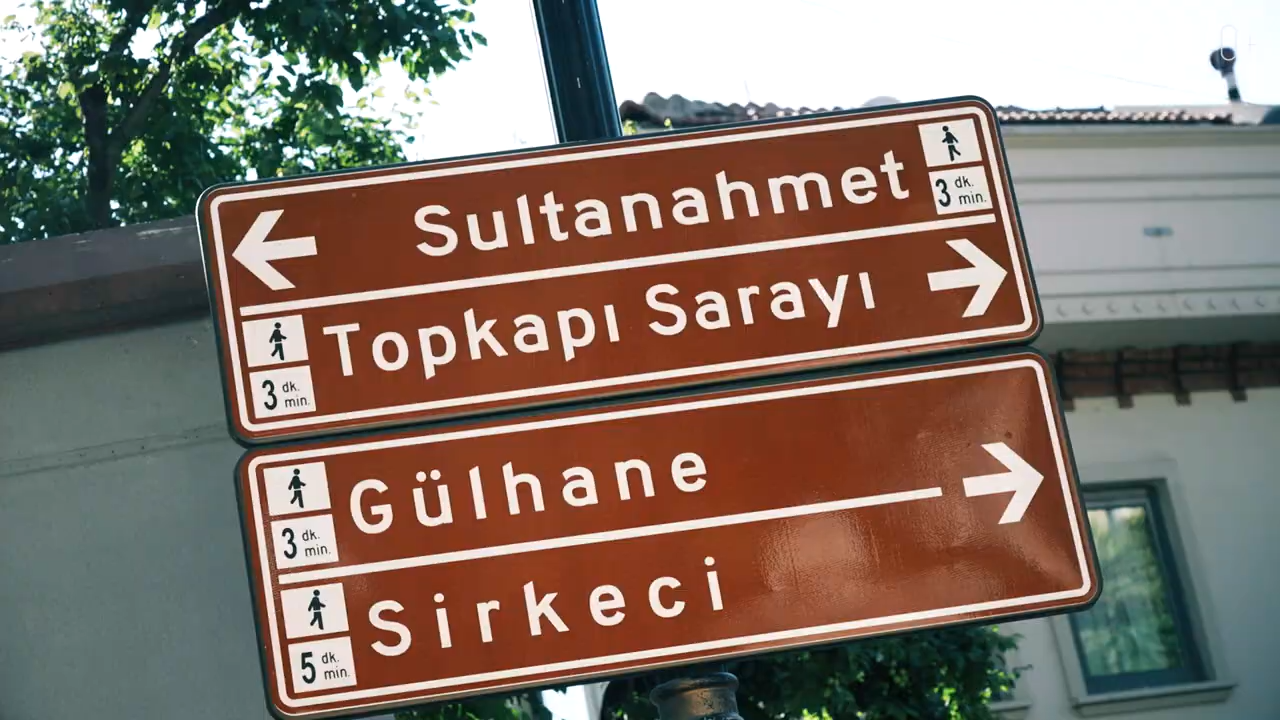 Sultanahmet
3 dk. min.
Topkapı Sarayı
3 dk. min.
Gülhane
3 dk. min.
Sirkeci
5 dk. min.